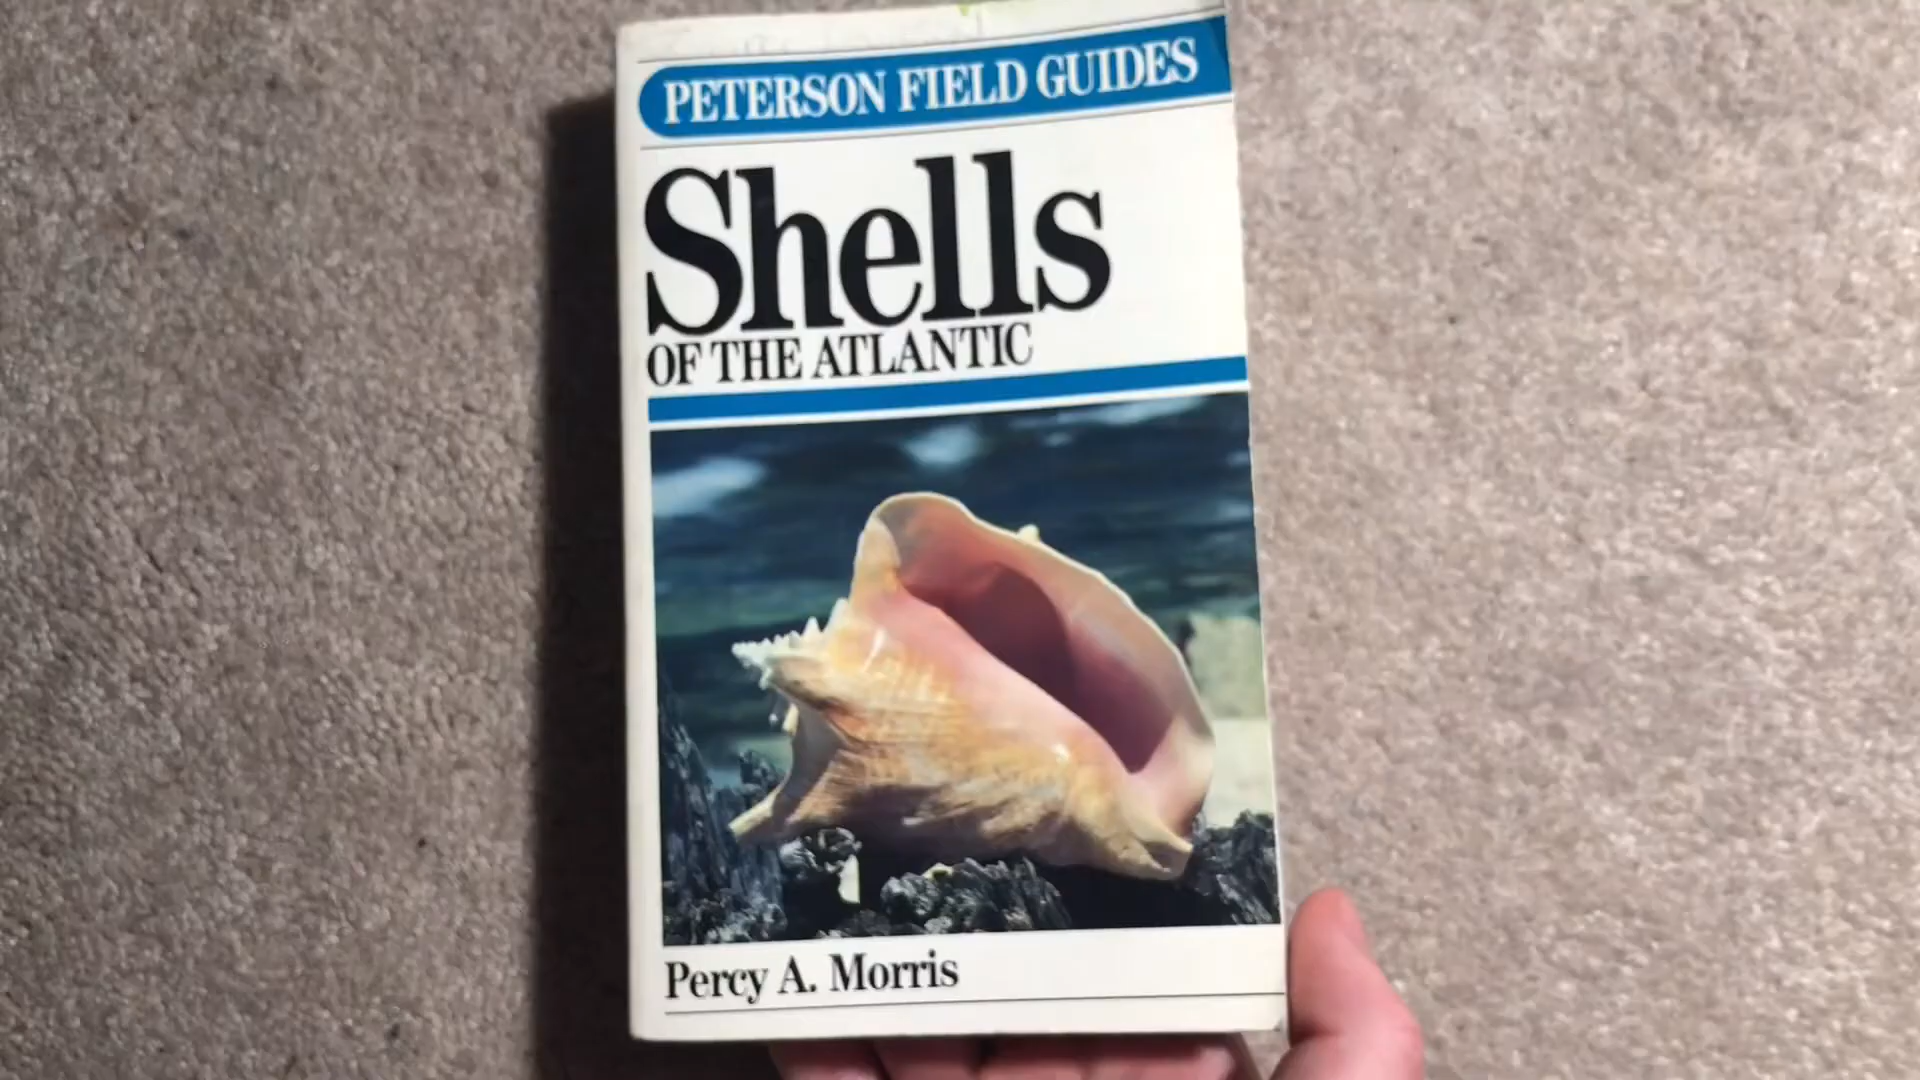 PETERSON FIELD GUIDES
Shells
OF THE ATLANTIC
Percy A. Morris